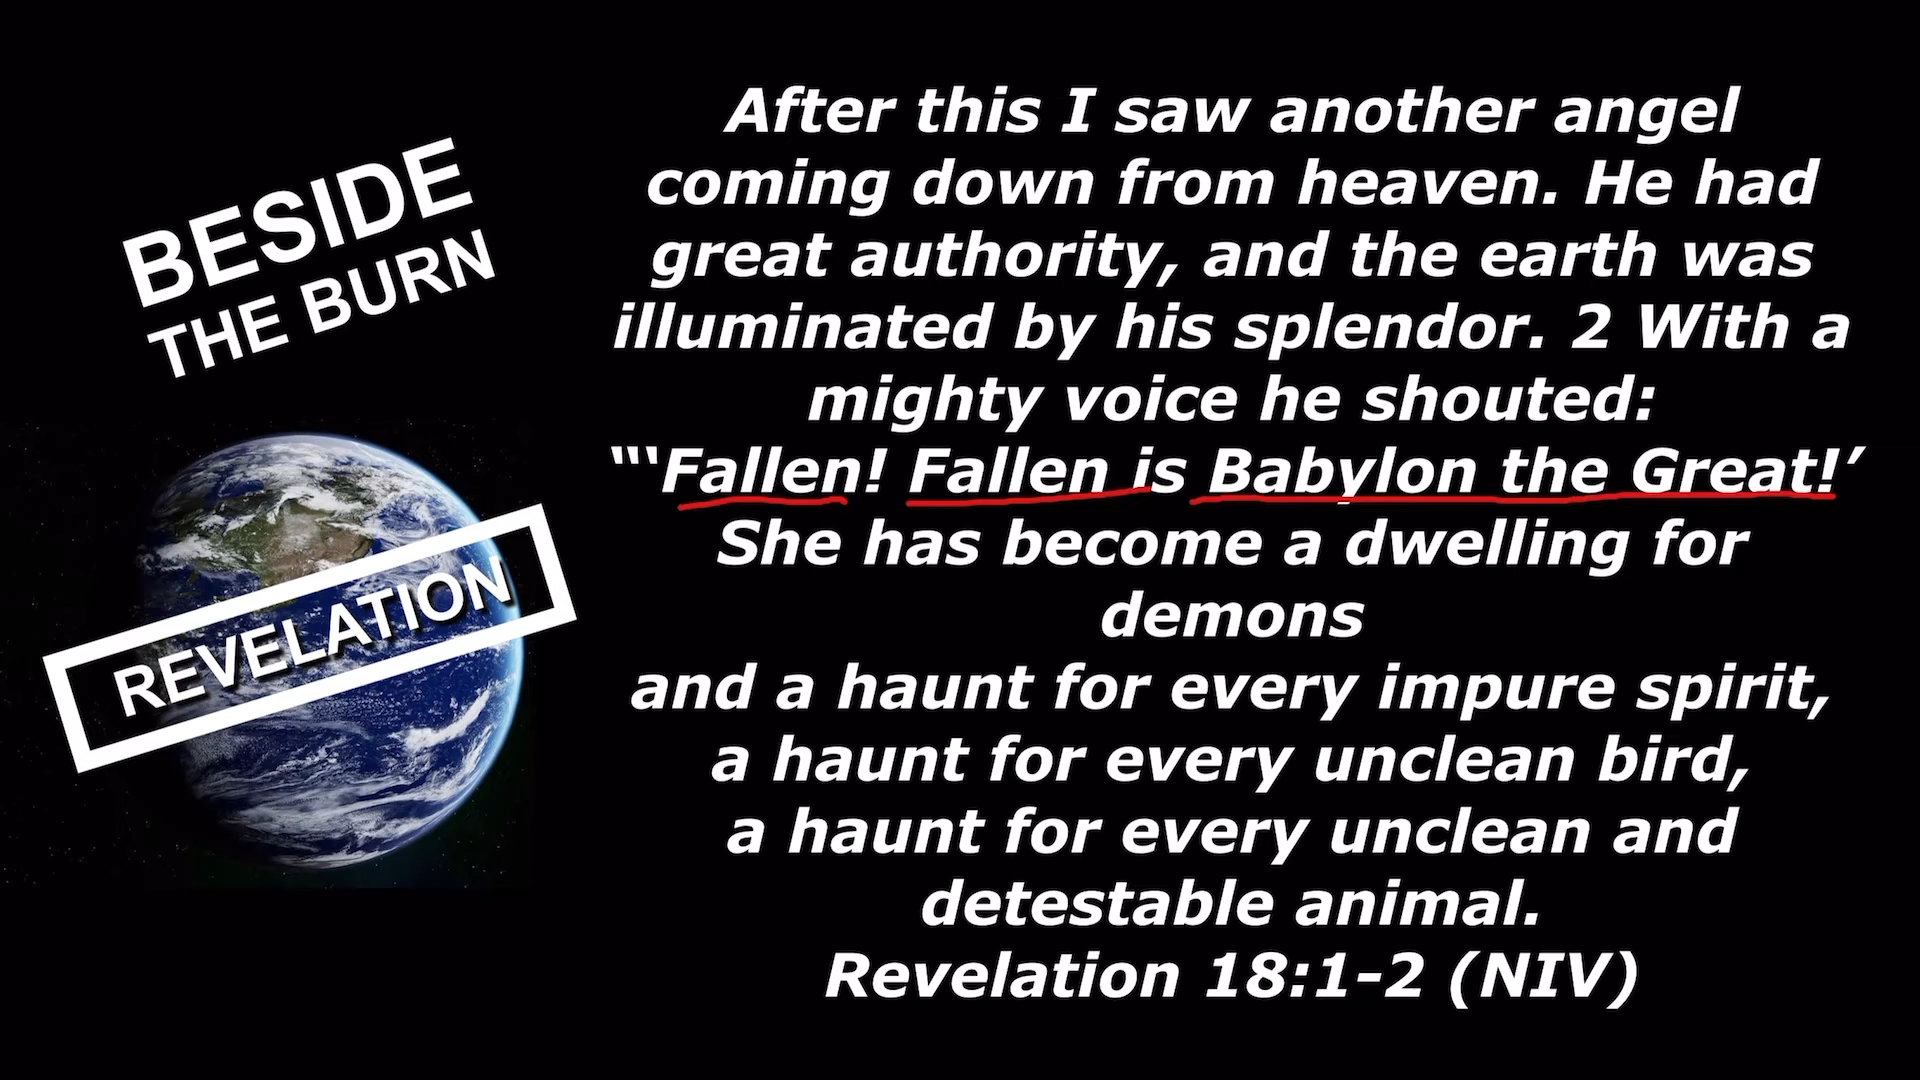 BESIDE
THE BURN
REVELATION
After this I saw another angel
coming down from heaven. He had
great authority, and the earth was
illuminated by his splendor. 2 With a
mighty voice he shouted:
“‘Fallen! Fallen is Babylon the Great!’
She has become a dwelling for
demons
and a haunt for every impure spirit,
a haunt for every unclean bird,
a haunt for every unclean and
detestable animal.
Revelation 18:1-2 (NIV)